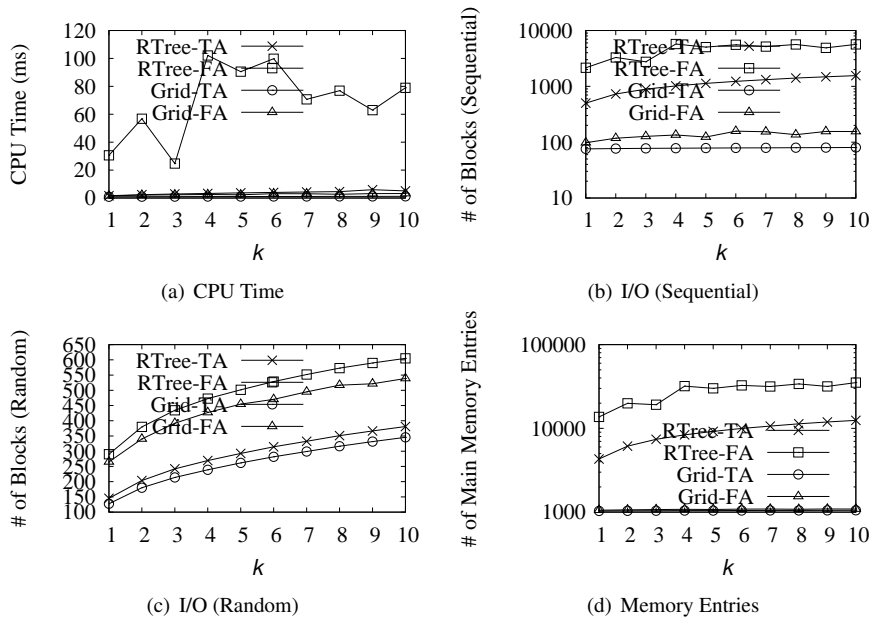 CPU Time (ms)
120
100
80
60
40
20
0
RTree-TA
RTree-FA
Grid-TA
Grid-FA
1 2 3 4 5 6 7 8 9 10
k
(a) CPU Time
# of Blocks (Sequential)
10000
1000
100
10
RTree-TA
RTree-FA
Grid-TA
Grid-FA
1 2 3 4 5 6 7 8 9 10
k
(b) I/O (Sequential)
# of Blocks (Random)
650
600
550
500
450
400
350
300
250
200
150
100
RTree-TA
RTree-FA
Grid-TA
Grid-FA
1 2 3 4 5 6 7 8 9 10
k
(c) I/O (Random)
# of Main Memory Entries
100000
10000
1000
RTree-TA
RTree-FA
Grid-TA
Grid-FA
1 2 3 4 5 6 7 8 9 10
k
(d) Memory Entries